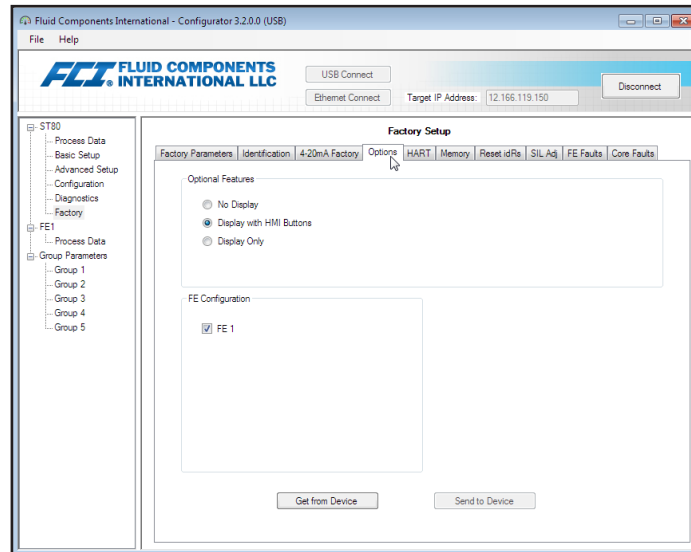 Fluid Components International - Configurator 3.2.0.0 (USB)
File Help
FCI. FLUID COMPONENTS
INTERNATIONAL LLC
USB Connect
Ethernet Connect
Target IP Address: 12.166.119.150
Disconnect
ST80
Process Data
Basic Setup
Advanced Setup
Configuration
Diagnostics
Factory
FE1
Process Data
Group Parameters
Group 1
Group 2
Group 3
Group 4
Group 5
Factory Setup
Factory Parameters Identification 4-20mA Factory Options HART Memory Reset idRs SIL Adj FE Faults Core Faults
Optional Features
No Display
Display with HMI Buttons
Display Only
FE Configuration
FE 1
Get from Device Send to Device